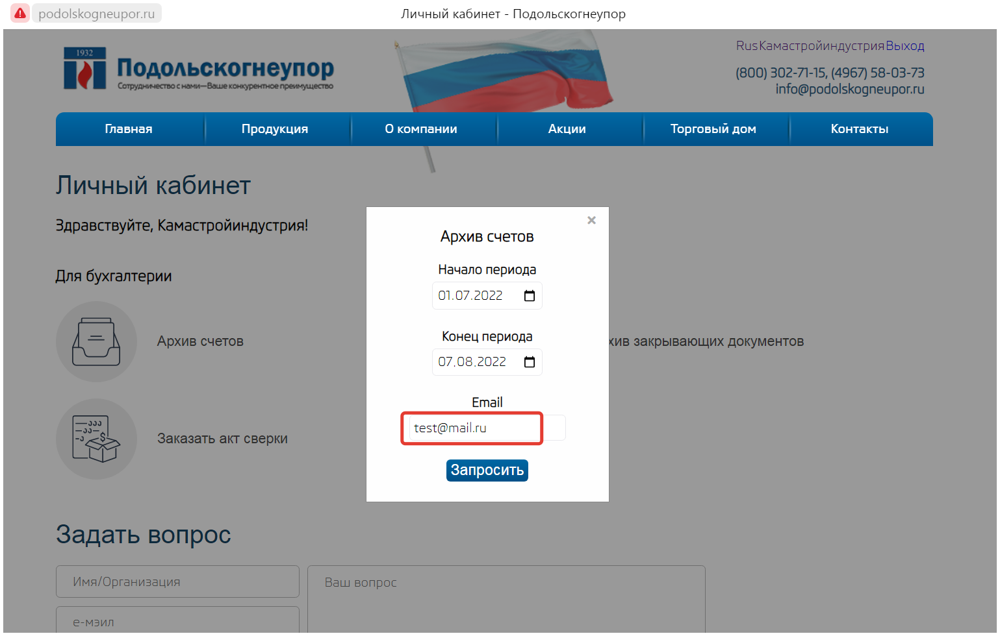 podolskogneupor.ru
Личный кабинет - Подольскогнеупор
1932
Подольскогнеупор
Сотрудничество с нами—Ваше конкурентное преимущество
RusКамастройиндустрияВыход
(800) 302-71-15, (4967) 58-03-73
info@podolskogneupor.ru
Главная
Продукция
О компании
Акции
Торговый дом
Контакты
Личный кабинет
Здравствуйте, Камастройиндустрия!
Для бухгалтерии
Архив счетов
хив закрывающих документов
Заказать акт сверки
Архив счетов
Начало периода
01.07.2022
Конец периода
07.08.2022
Email
test@mail.ru
Запросить
Задать вопрос
Имя/Организация
Ваш вопрос
е-мэил